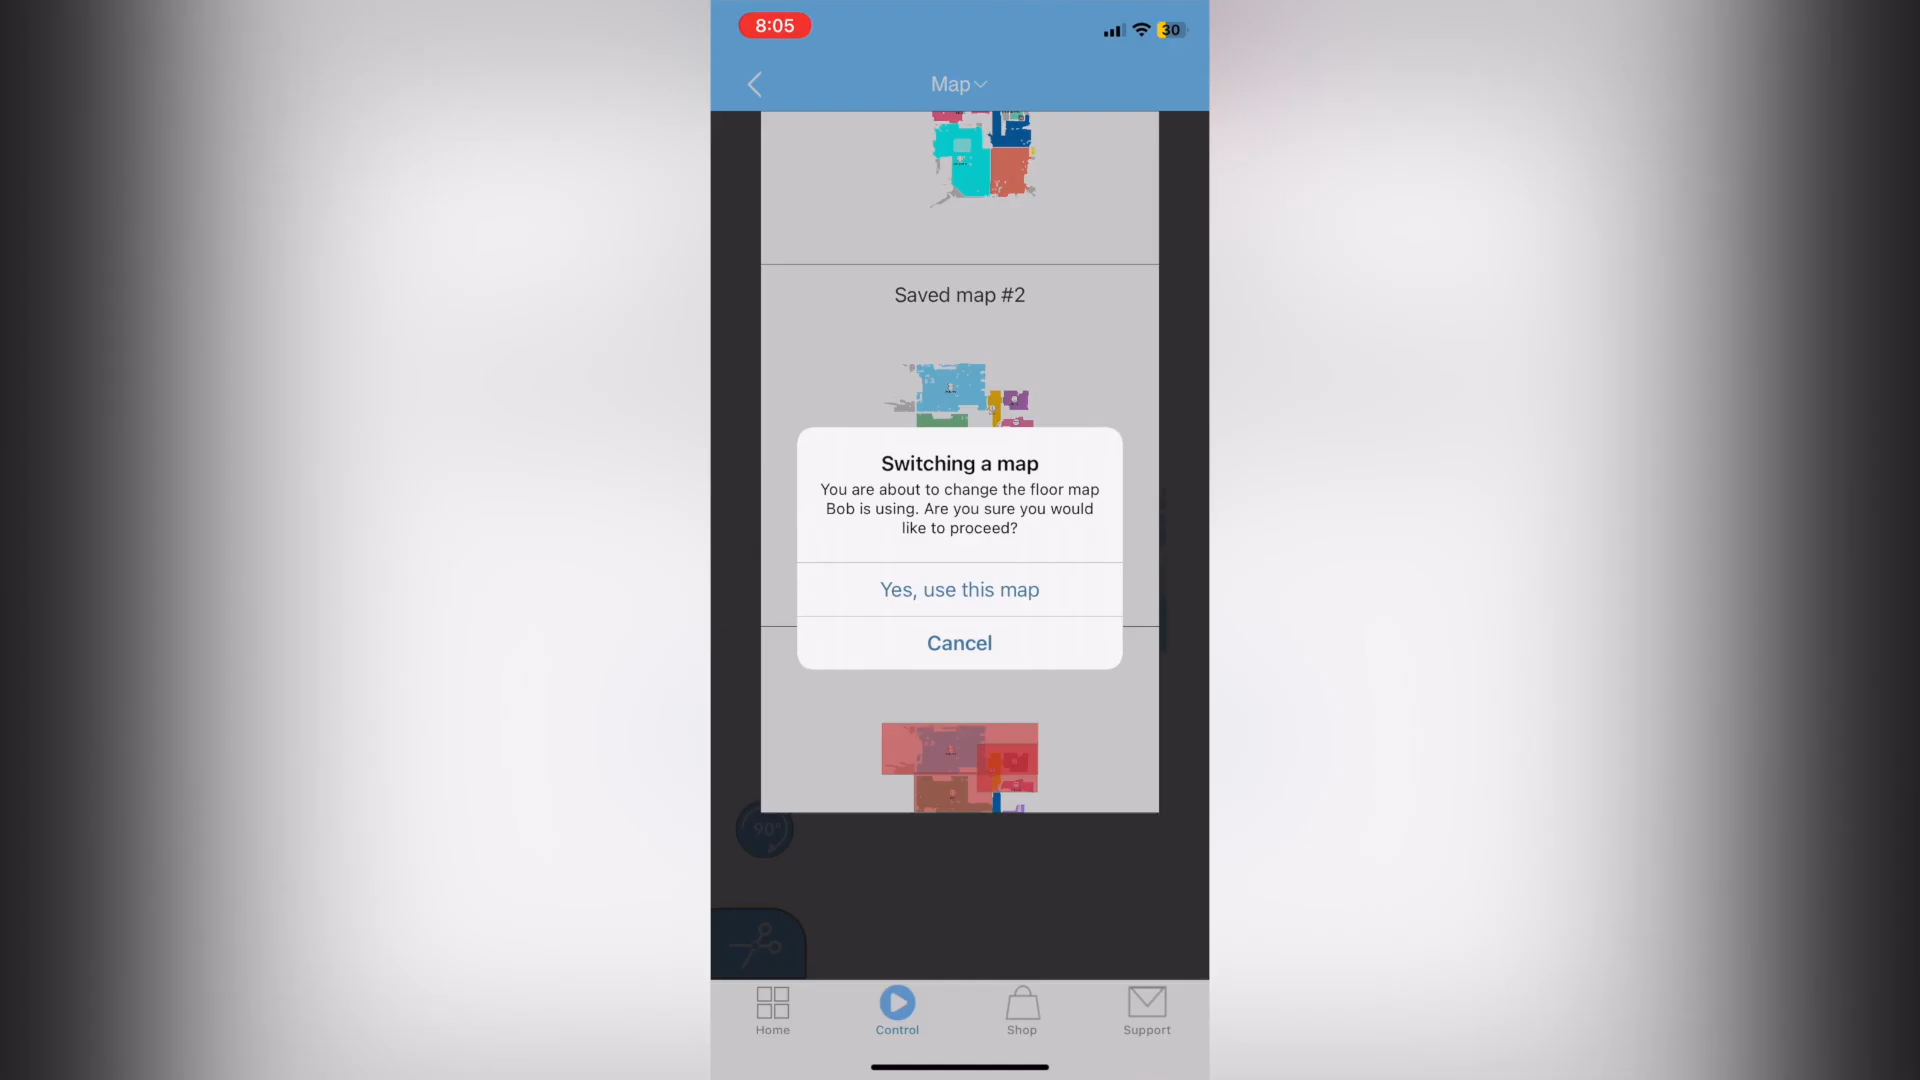 8:05
30
Map
Saved map #2
Switching a map
You are about to change the floor map
Bob is using. Are you sure you would
like to proceed?
Yes, use this map
Cancel
90°
Home
Control
Shop
Support